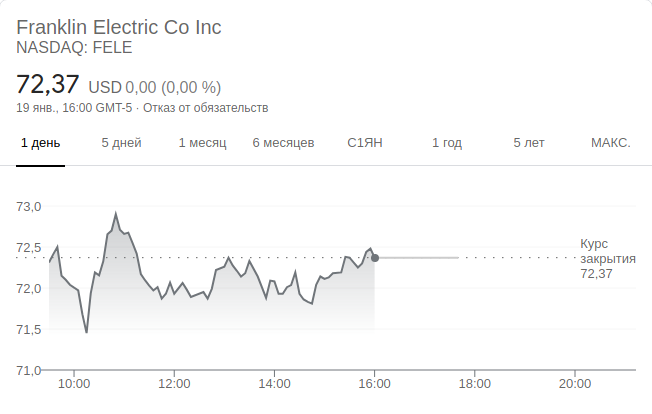 Franklin Electric Co Inc
NASDAQ: FELE
72,37 USD 0,00 (0,00 %)
19 янв., 16:00 GMT-5 · Отказ от обязательств
1 день 5 дней 1 месяц 6 месяцев С1ЯН 1 год 5 лет МАКС.
73,0
72,5
72,0
71,5
71,0
Курс
закрытия
72,37
10:00 12:00 14:00 16:00 18:00 20:00